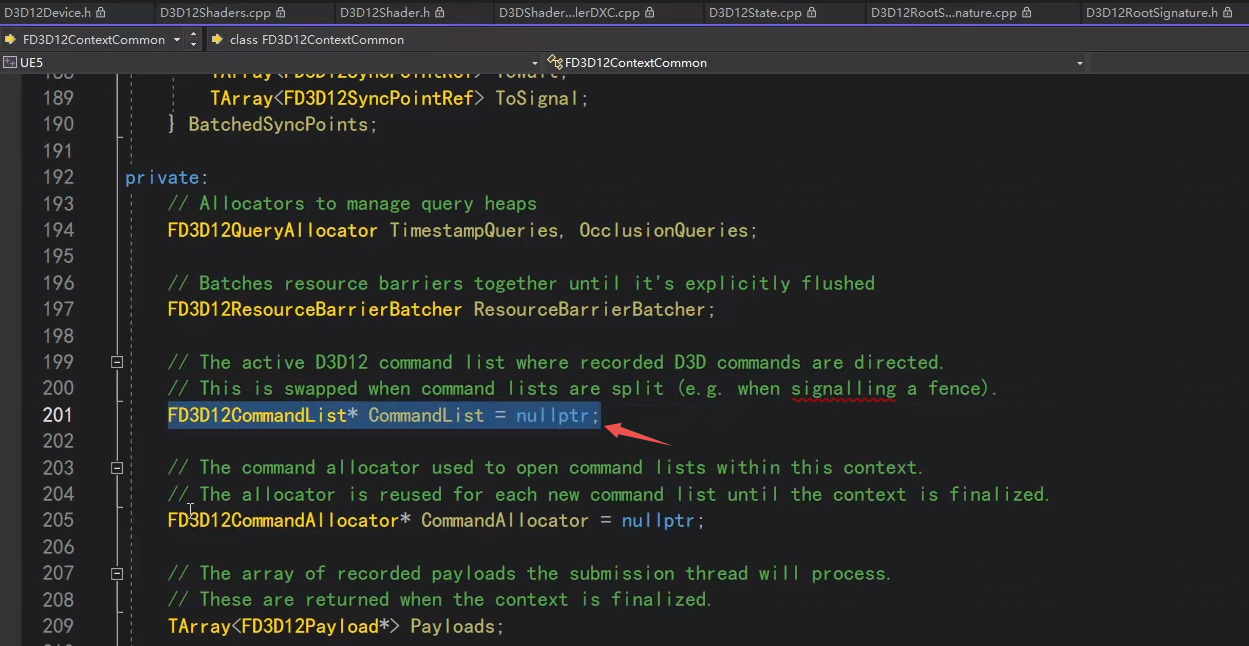 D3D12Device.h D3D12Shaders.cpp D3D12Shader.h D3DShader...lerDXC.cpp D3D12State.cpp D3D12RootS...nature.cpp D3D12RootSignature.h
FD3D12ContextCommon class FD3D12ContextCommon
UE5 FD3D12ContextCommon
188 TArray<FD3D12SyncPointRef> ToWait;
189 TArray<FD3D12SyncPointRef> ToSignal;
190 } BatchedSyncPoints;
191
192 private:
193 // Allocators to manage query heaps
194 FD3D12QueryAllocator TimestampQueries, OcclusionQueries;
195
196 // Batches resource barriers together until it's explicitly flushed
197 FD3D12ResourceBarrierBatcher ResourceBarrierBatcher;
198
199 // The active D3D12 command list where recorded D3D commands are directed.
200 // This is swapped when command lists are split (e.g. when signalling a fence).
201 FD3D12CommandList* CommandList = nullptr;
202
203 // The command allocator used to open command lists within this context.
204 // The allocator is reused for each new command list until the context is finalized.
205 FD3D12CommandAllocator* CommandAllocator = nullptr;
206
207 // The array of recorded payloads the submission thread will process.
208 // These are returned when the context is finalized.
209 TArray<FD3D12Payload*> Payloads;